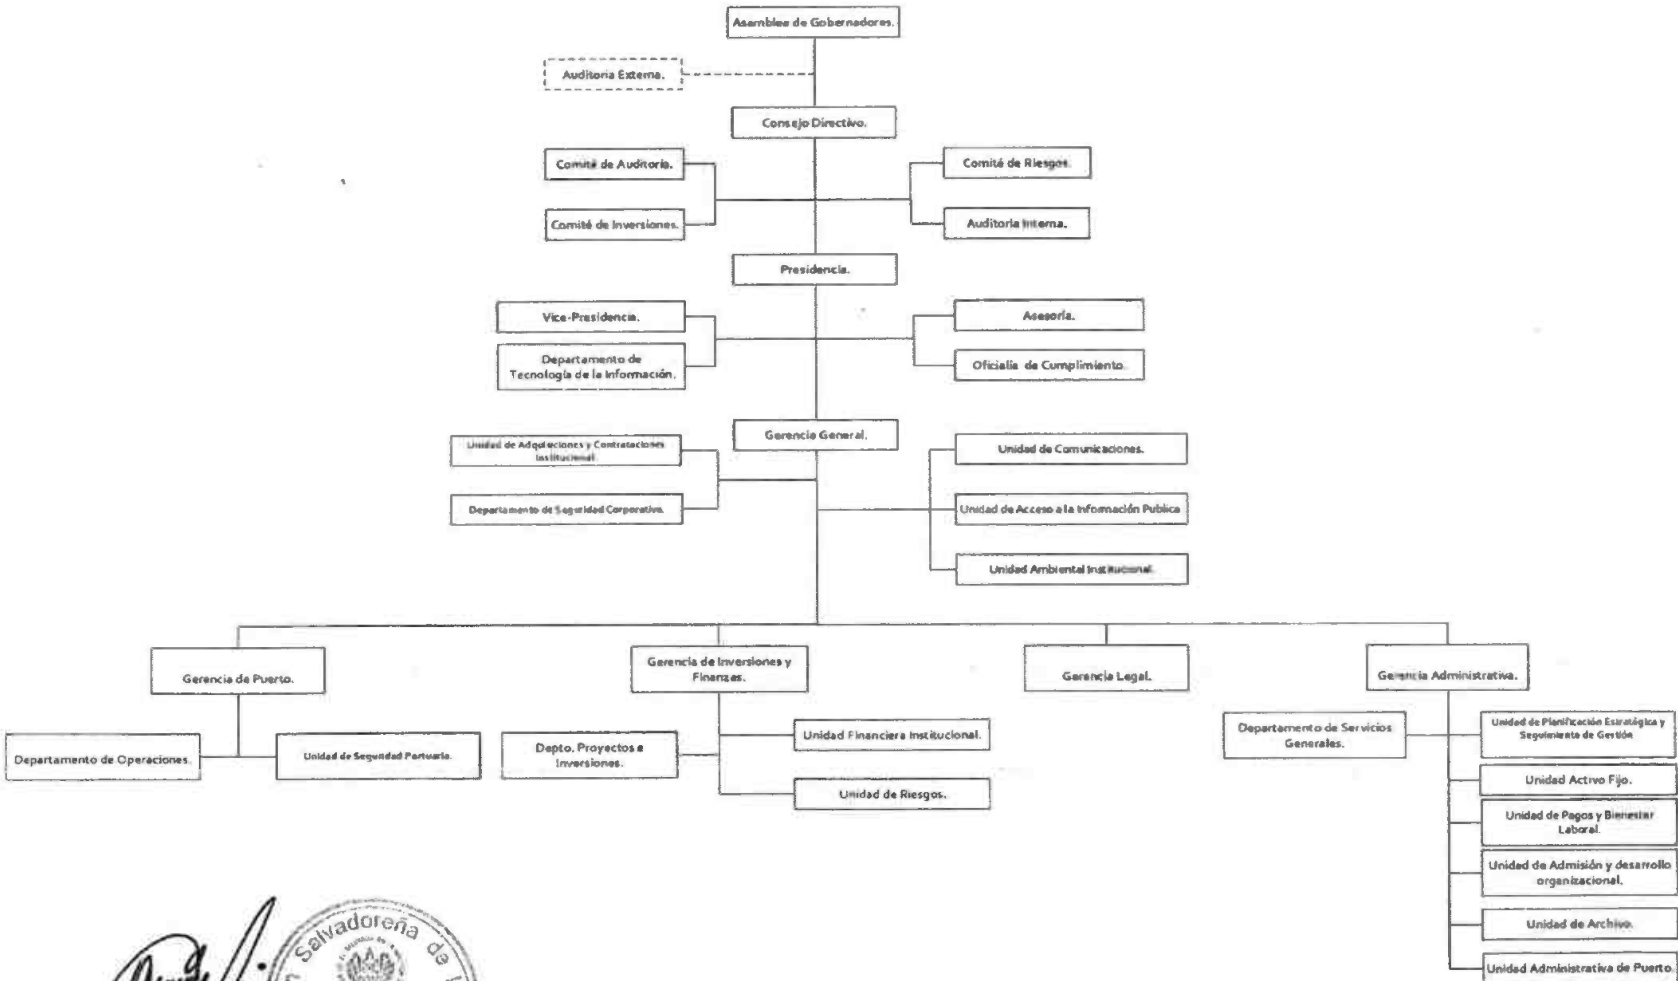 Asamblea de Gobernadores.
Auditoria Externa.
Consejo Directivo.
Comité de Auditoría.
Comité de Riesgos.
Comité de Inversiones.
Auditoría Interna.
Presidencia.
Vice-Presidencia.
Asesoría.
Departamento de
Tecnología de la Información.
Oficialía de Cumplimiento.
Gerencia General.
Unidad de Adquisiciones y Contrataciones
Institucional.
Unidad de Comunicaciones.
Departamento de Seguridad Corporativa.
Unidad de Acceso a la Información Publica
Unidad Ambiental Institucional.
Gerencia de Puerto.
Gerencia de Inversiones y
Finanzas.
Gerencia Legal.
Gerencia Administrativa.
Departamento de Operaciones.
Unidad de Seguridad Portuaria.
Depto. Proyectos e
Inversiones.
Unidad Financiera Institucional.
Unidad de Riesgos.
Departamento de Servicios
Generales.
Unidad de Planificación Estratégica y
Seguimiento de Gestión
Unidad Activo Fijo.
Unidad de Pagos y Bienestar
Laboral.
Unidad de Admisión y desarrollo
organizacional.
Unidad de Archivo.
Unidad Administrativa de Puerto.
Salvadoreña de